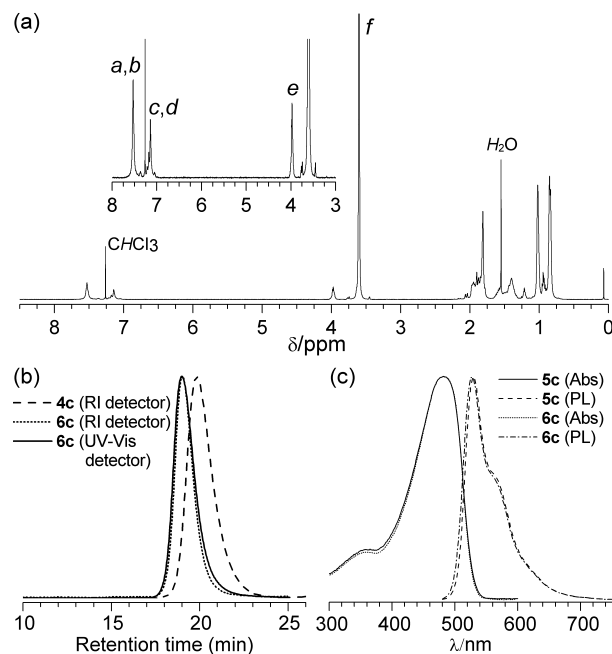 (a)
f
a,b
c,d
e
8 7 6 5 4 3
H2O
CHCl3
8 7 6 5 4 3 2 1 0
δ/ppm
(b)
4c (RI detector)
6c (RI detector)
6c (UV-Vis
detector)
10 15 20 25
Retention time (min)
(c)
5c (Abs)
5c (PL)
6c (Abs)
6c (PL)
300 400 500 600 700
λ/nm